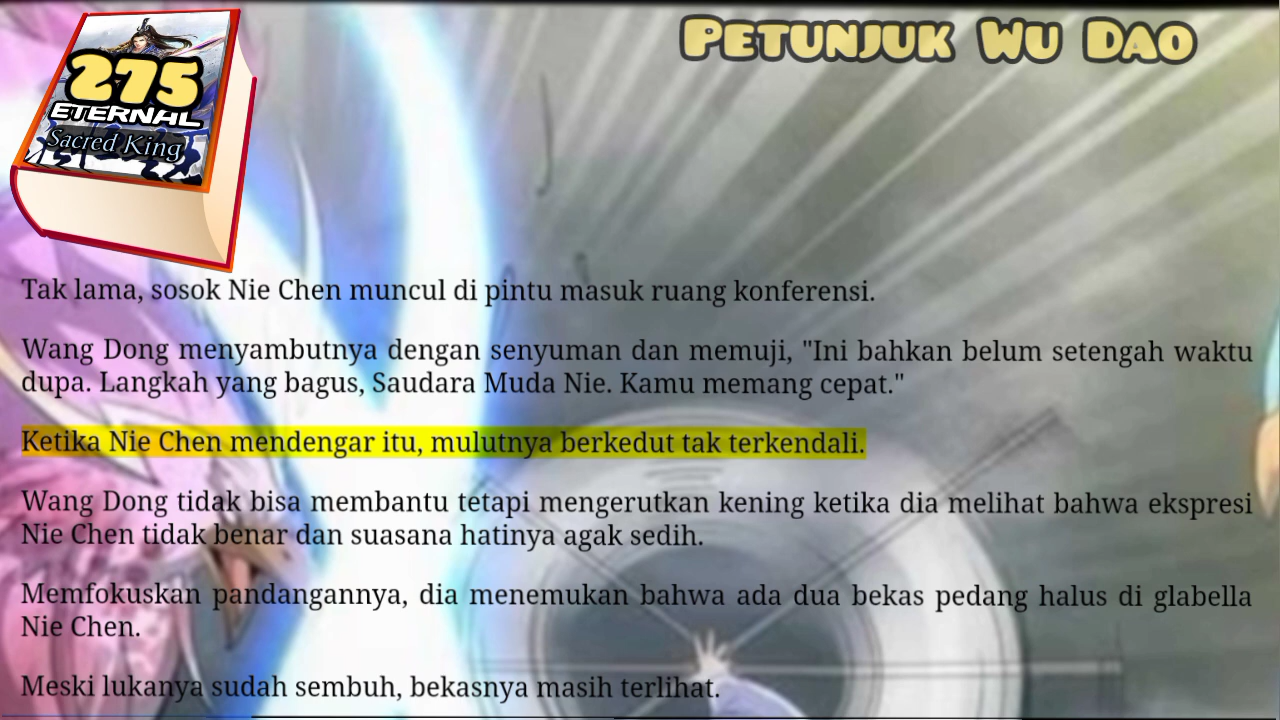 Petunjuk Wu Dao
275
ETERNAL
Sacred King
Tak lama, sosok Nie Chen muncul di pintu masuk ruang konferensi.
Wang Dong menyambutnya dengan senyuman dan memuji, "Ini bahkan belum setengah waktu
dupa. Langkah yang bagus, Saudara Muda Nie. Kamu memang cepat."
Ketika Nie Chen mendengar itu, mulutnya berkedut tak terkendali.
Wang Dong tidak bisa membantu tetapi mengerutkan kening ketika dia melihat bahwa ekspresi
Nie Chen tidak benar dan suasana hatinya agak sedih.
Memfokuskan pandangannya, dia menemukan bahwa ada dua bekas pedang halus di glabella
Nie Chen.
Meski lukanya sudah sembuh, bekasnya masih terlihat.